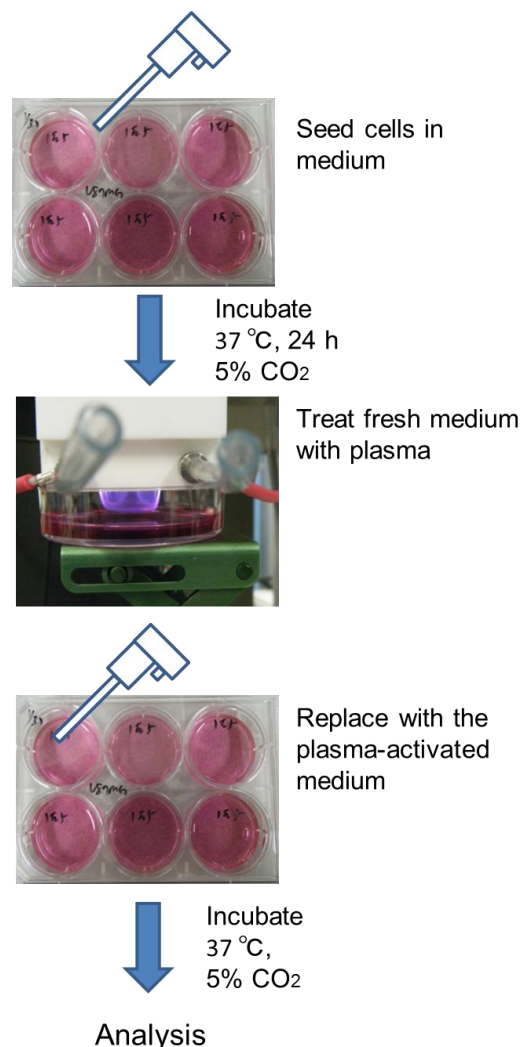 Seed cells in
medium
Incubate
37 ℃, 24 h
5% CO2
Treat fresh medium
with plasma
Replace with the
plasma-activated
medium
Incubate
37 ℃,
5% CO2
Analysis